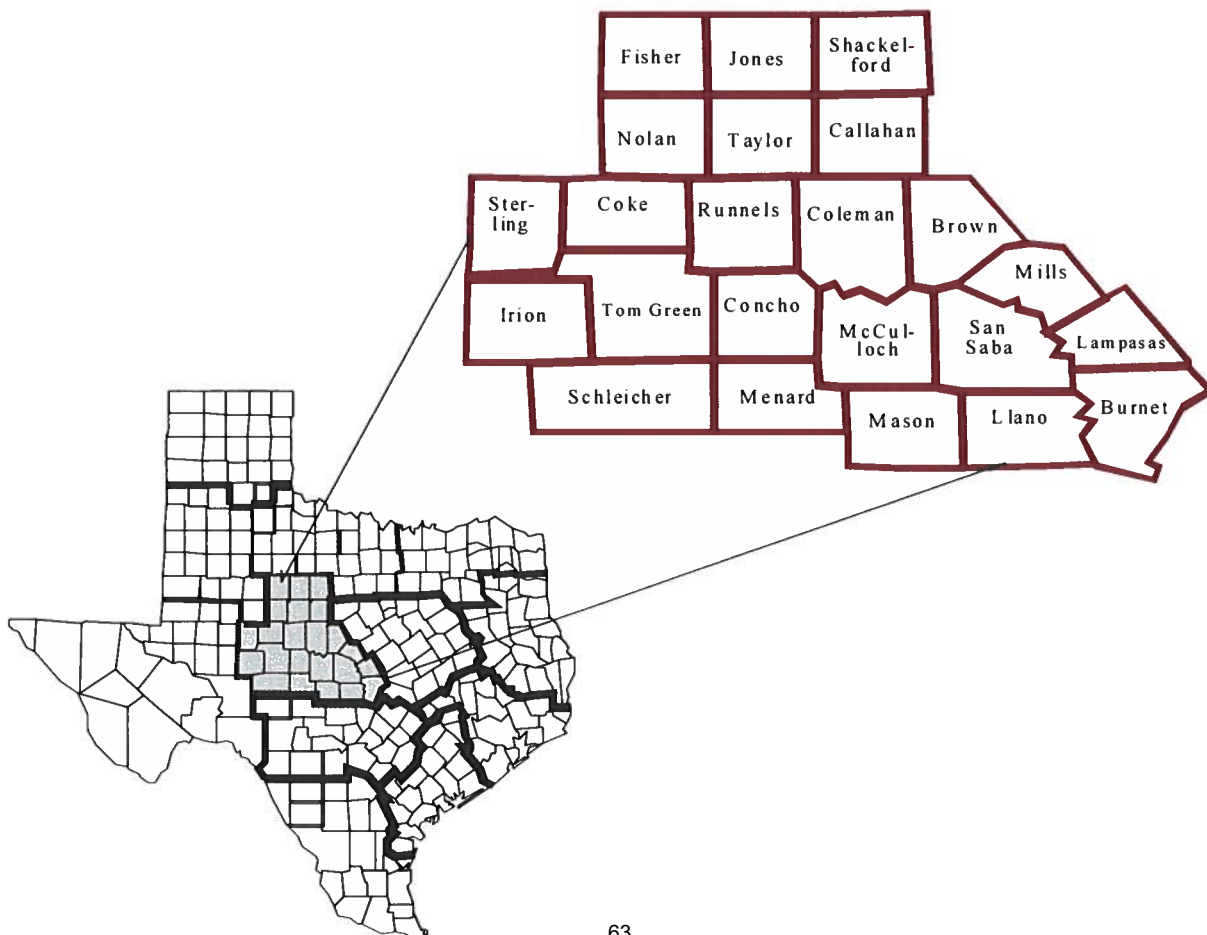 Fisher
Jones
Shackel-
ford
Nolan
Taylor
Callahan
Ster-
ling
Coke
Runnels
Coleman
Brown
Mills
Irion
Tom Green
Concho
McCul-
loch
San
Saba
Lampasas
Schleicher
Menard
Mason
Llano
Burnet
63